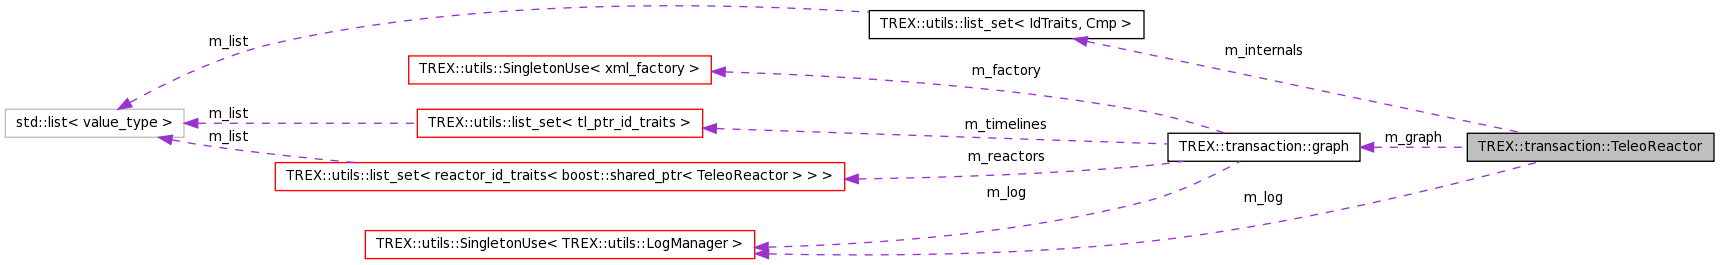 TREX::utils::list_set< IdTraits, Cmp >
m_list
m_internals
TREX::utils::SingletonUse< xml_factory >
m_factory
std::list< value_type >
m_list
TREX::utils::list_set< tl_ptr_id_traits >
m_timelines
m_list
TREX::transaction::graph
m_graph
TREX::transaction::TeleoReactor
m_reactors
TREX::utils::list_set< reactor_id_traits< boost::shared_ptr< TeleoReactor > > >
m_log
m_log
TREX::utils::SingletonUse< TREX::utils::LogManager >